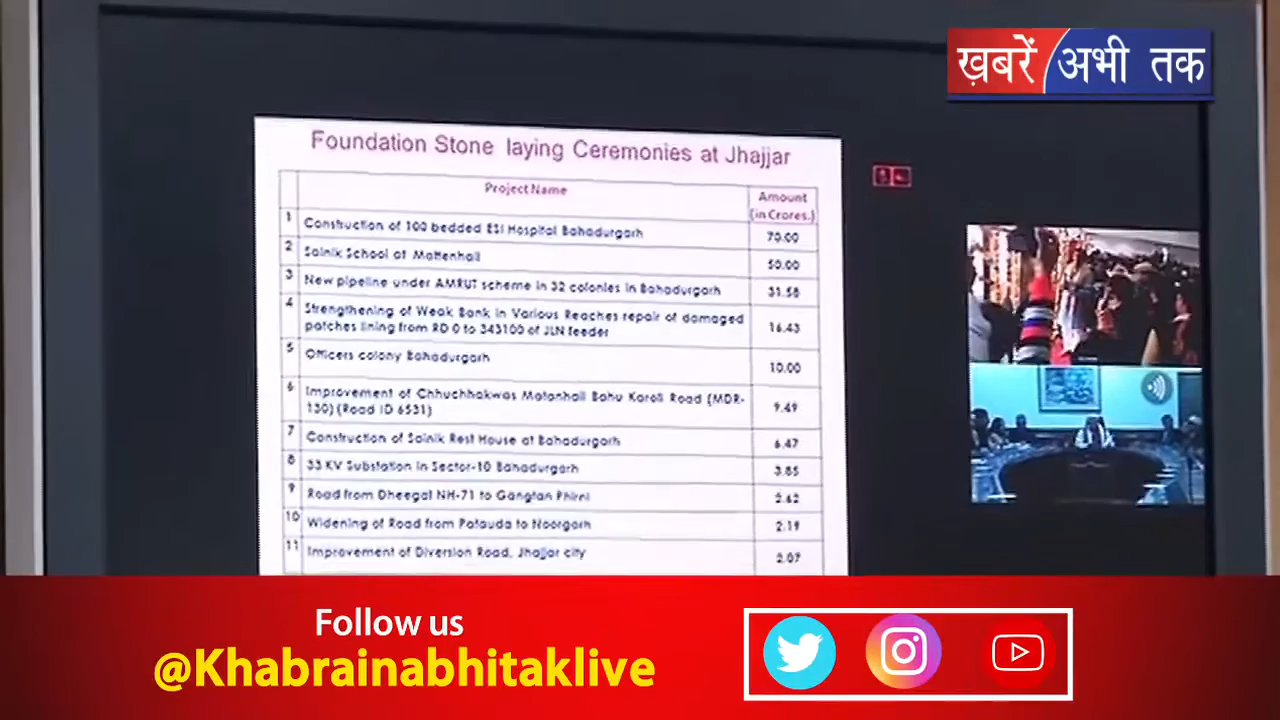 ख़बरें अभी तक
Foundation Stone laying Ceremonies at Jhajjar
Project Name
Amount
(in Crores.)
1 Construction of 100 bedded ESI Hospital Bahadurgarh 70.00
2 Sainik School at Mattenhail 50.00
3 New pipeline under AMRUT scheme in 32 colonies in Bahadurgarh 31.58
4 Strengthening of Weak Bank in Various Reaches repair of damaged
patches lining from RD 0 to 343105 of JLN feeder 16.43
5 Officers colony Bahadurgarh 10.00
6 Improvement of Chhuchhakwas Matanhail Bahu Karoli Road (MDR-
130) (Road ID 6531) 9.49
7 Construction of Sainik Rest House at Bahadurgarh 6.47
8 33 KV Substation in Sector-10 Bahadurgarh 3.85
9 Road from Dheegal NH-71 to Gangtan Phirni 2.62
10 Widening of Road from Patauda to Noorgarh 2.19
11 Improvement of Diversion Road, Jhajjar city 2.07
Follow us
@Khabrainabhitaklive